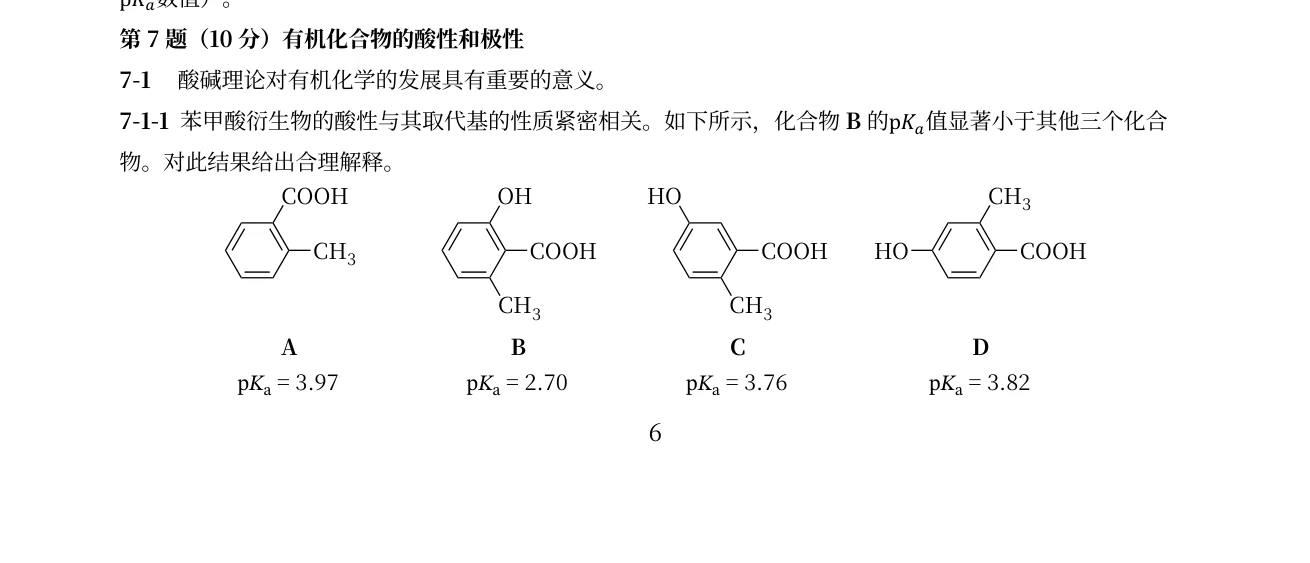 pKa数值）。
第 7 题（10 分）有机化合物的酸性和极性
7-1 酸碱理论对有机化学的发展具有重要的意义。
7-1-1 苯甲酸衍生物的酸性与其取代基的性质紧密相关。如下所示，化合物 B 的pKa值显著小于其他三个化合
物。对此结果给出合理解释。
COOH
CH3
OH
COOH
CH3
HO
COOH
CH3
CH3
HO
COOH
A B C D
pKa = 3.97 pKa = 2.70 pKa = 3.76 pKa = 3.82
6